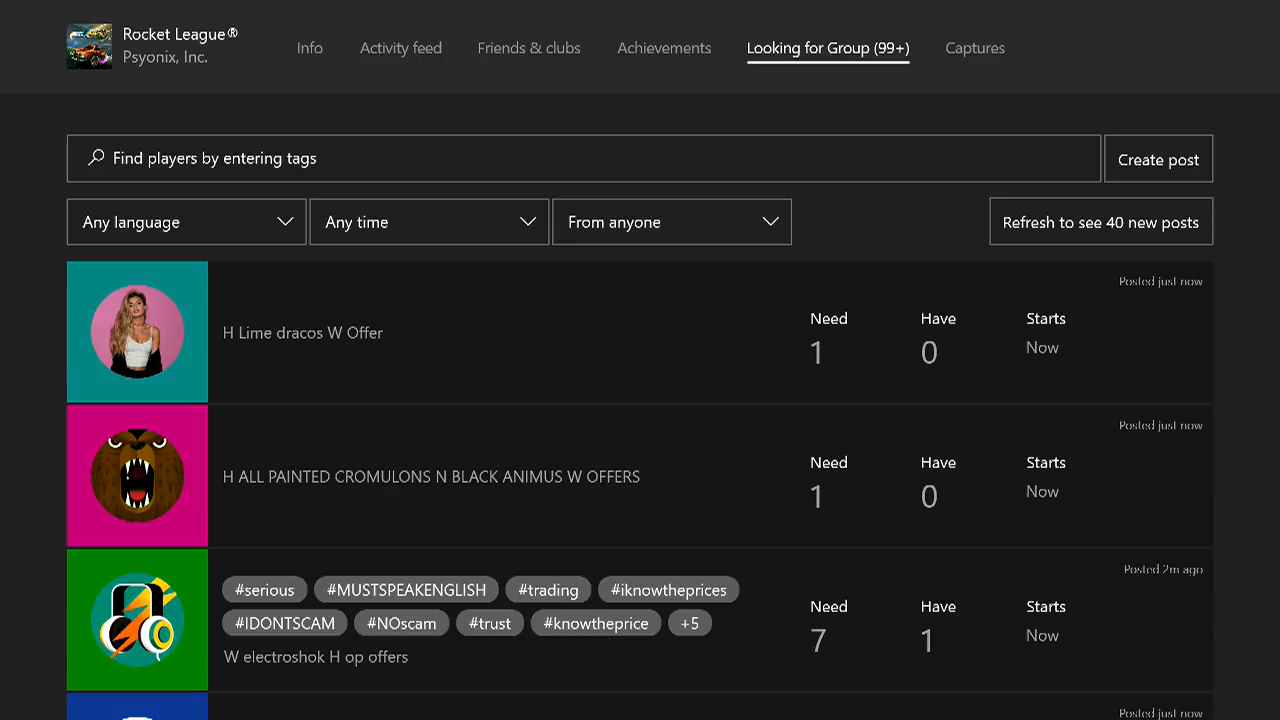 Rocket League®
Psyonix, Inc.
Info
Activity feed
Friends & clubs
Achievements
Looking for Group (99+)
Captures
Find players by entering tags
Create post
Any language
Any time
From anyone
Refresh to see 40 new posts
Posted just now
H Lime dracos W Offer
Need
Have
Starts
1
0
Now
Posted just now
H ALL PAINTED CROMULONS N BLACK ANIMUS W OFFERS
Need
Have
Starts
1
0
Now
Posted 2m ago
#serious #MUSTSPEAKENGLISH #trading #iknowtheprices
#IDONTSCAM #NOscam #trust #knowtheprice +5
W electroshok H op offers
Need
Have
Starts
7
1
Now
Posted just now